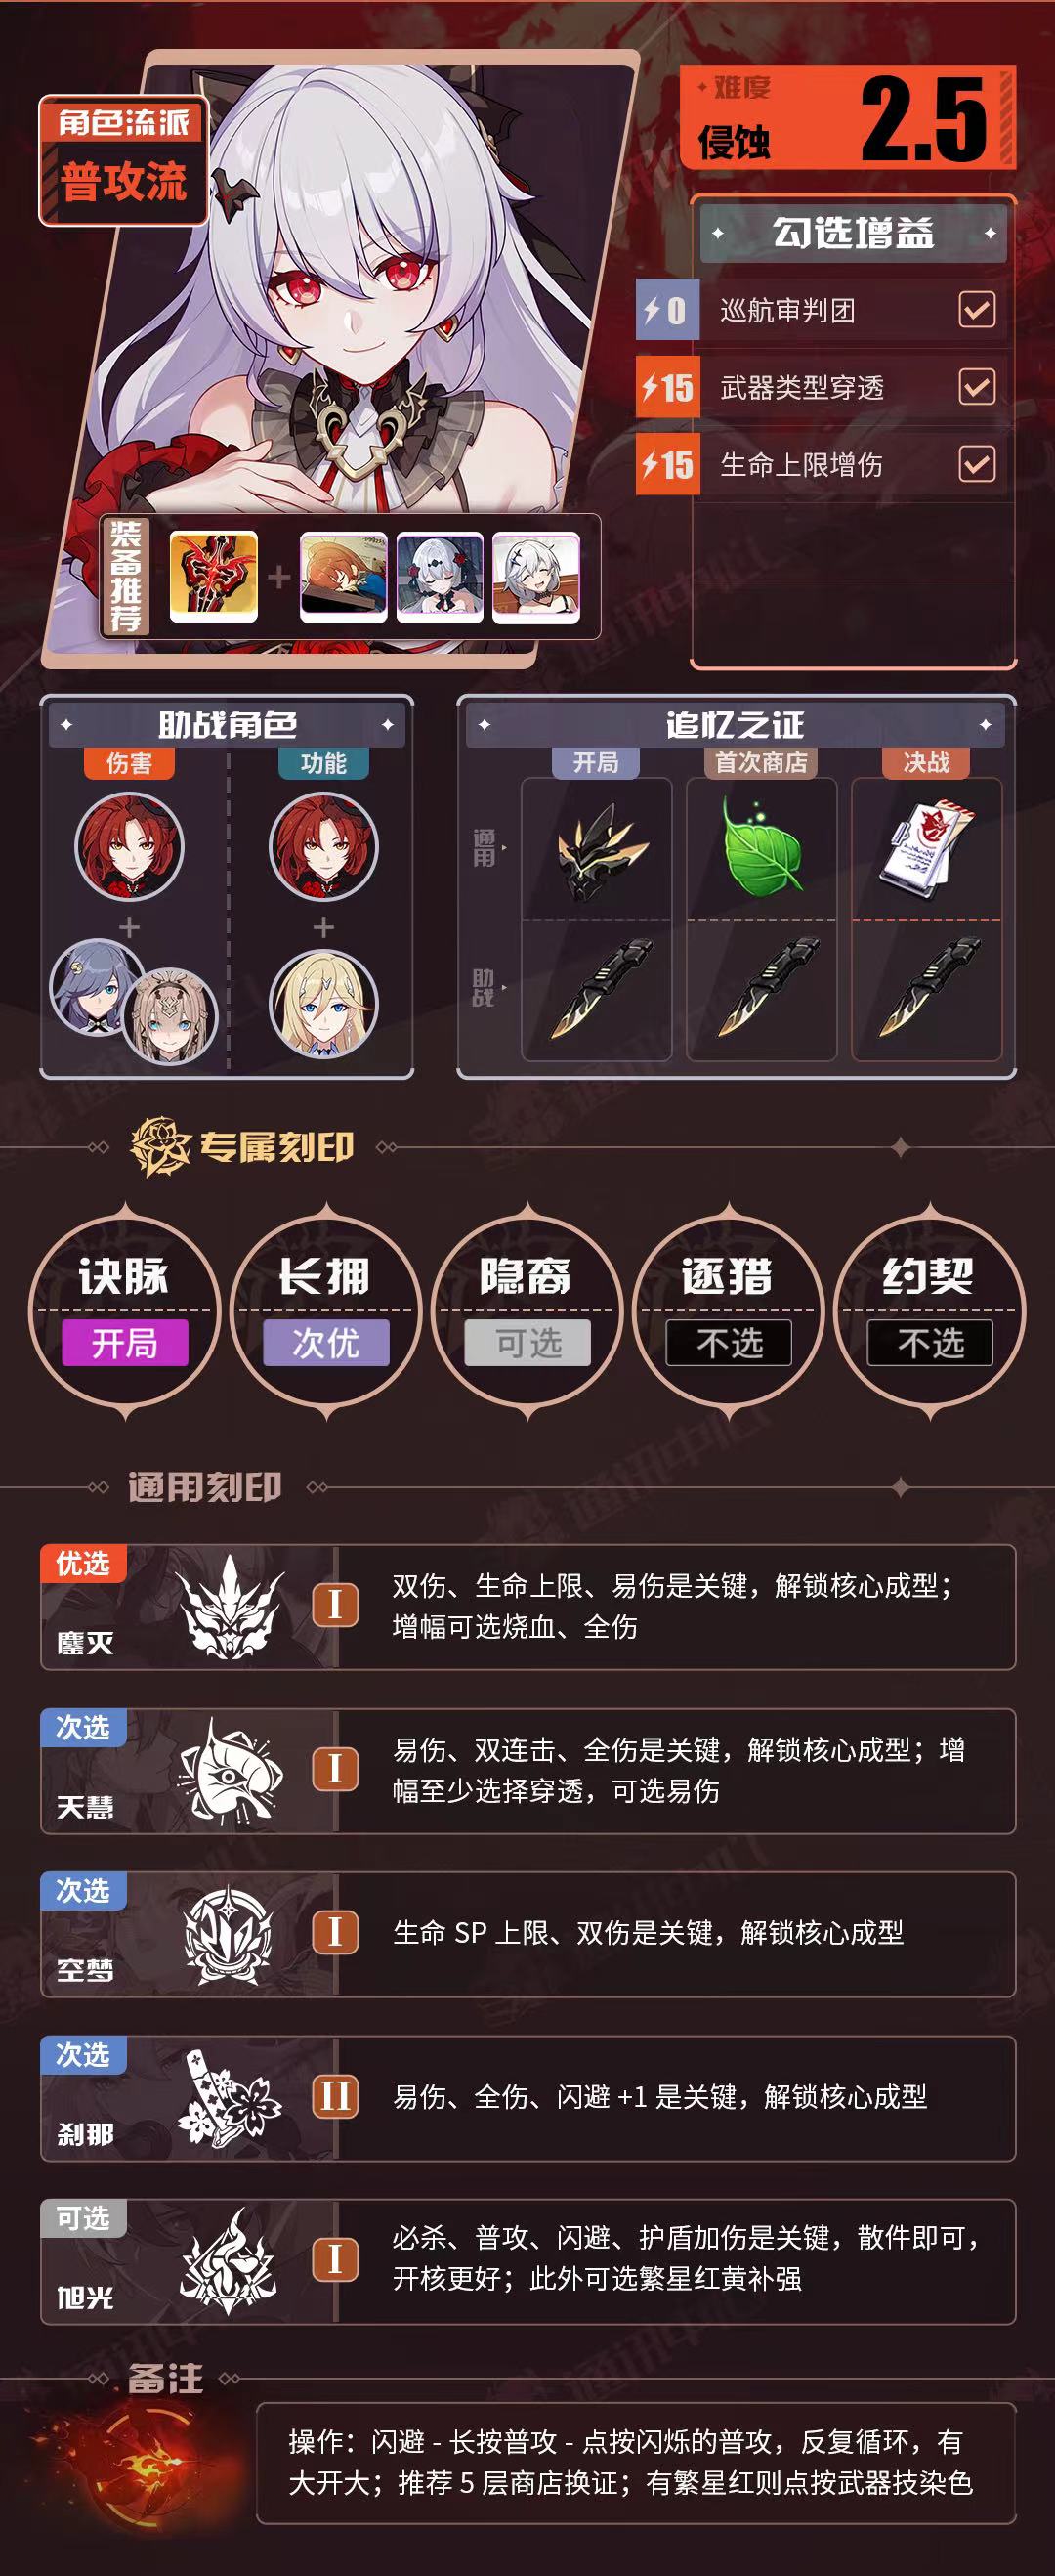 角色流派
普攻流
难度
侵蚀
2.5
勾选增益
0
巡航审判团
15
武器类型穿透
15
生命上限增伤
装备推荐
助战角色
伤害
功能
追忆之证
开局
首次商店
决战
通用
助战
专属刻印
诀脉
开局
长拥
次优
隐裔
可选
逐猎
不选
约契
不选
通用刻印
优选
鏖灭
I
双伤、生命上限、易伤是关键，解锁核心成型；
增幅可选烧血、全伤
次选
天慧
I
易伤、双连击、全伤是关键，解锁核心成型；增
幅至少选择穿透，可选易伤
次选
空梦
I
生命 SP 上限、双伤是关键，解锁核心成型
次选
刹那
II
易伤、全伤、闪避 +1 是关键，解锁核心成型
可选
旭光
I
必杀、普攻、闪避、护盾加伤是关键，散件即可，
开核更好；此外可选繁星红黄补强
备注
操作：闪避 - 长按普攻 - 点按闪烁的普攻，反复循环，有
大开大；推荐 5 层商店换证；有繁星红则点按武器技染色